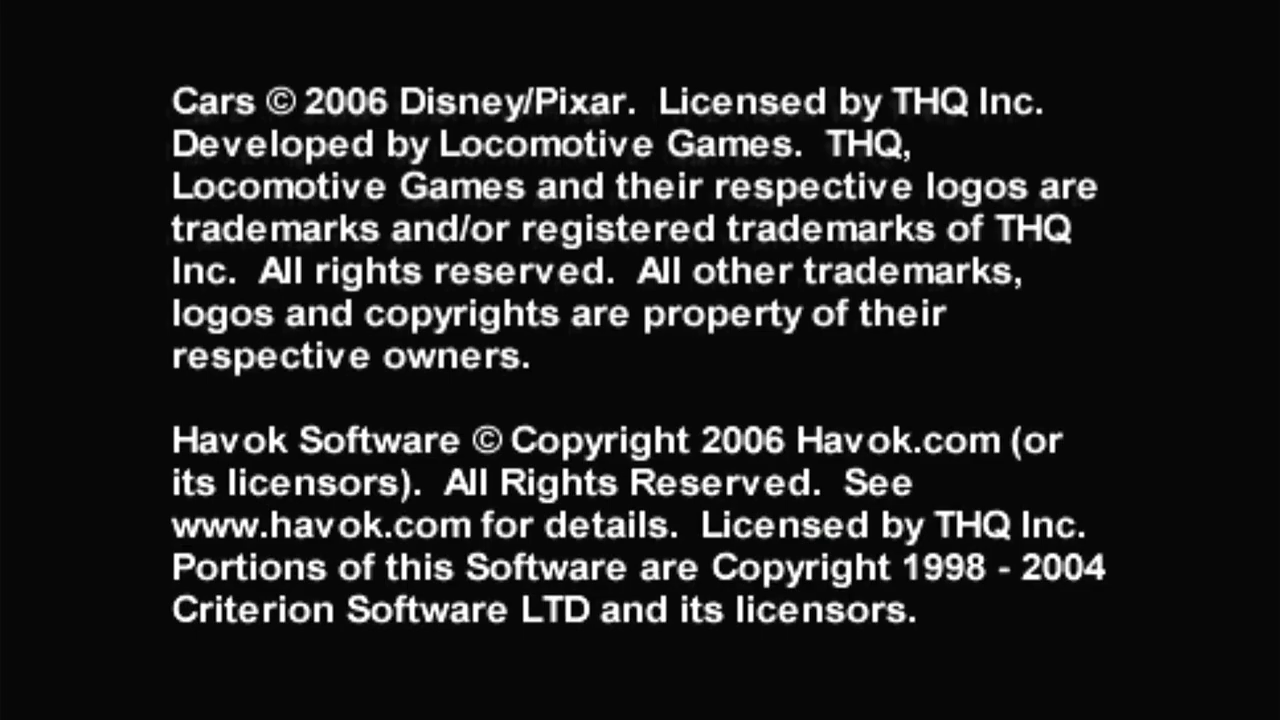 Cars © 2006 Disney/Pixar.  Licensed by THQ Inc.
Developed by Locomotive Games.  THQ,
Locomotive Games and their respective logos are
trademarks and/or registered trademarks of THQ
Inc.  All rights reserved.  All other trademarks,
logos and copyrights are property of their
respective owners.

Havok Software © Copyright 2006 Havok.com (or
its licensors).  All Rights Reserved.  See
www.havok.com for details.  Licensed by THQ Inc.
Portions of this Software are Copyright 1998 - 2004
Criterion Software LTD and its licensors.